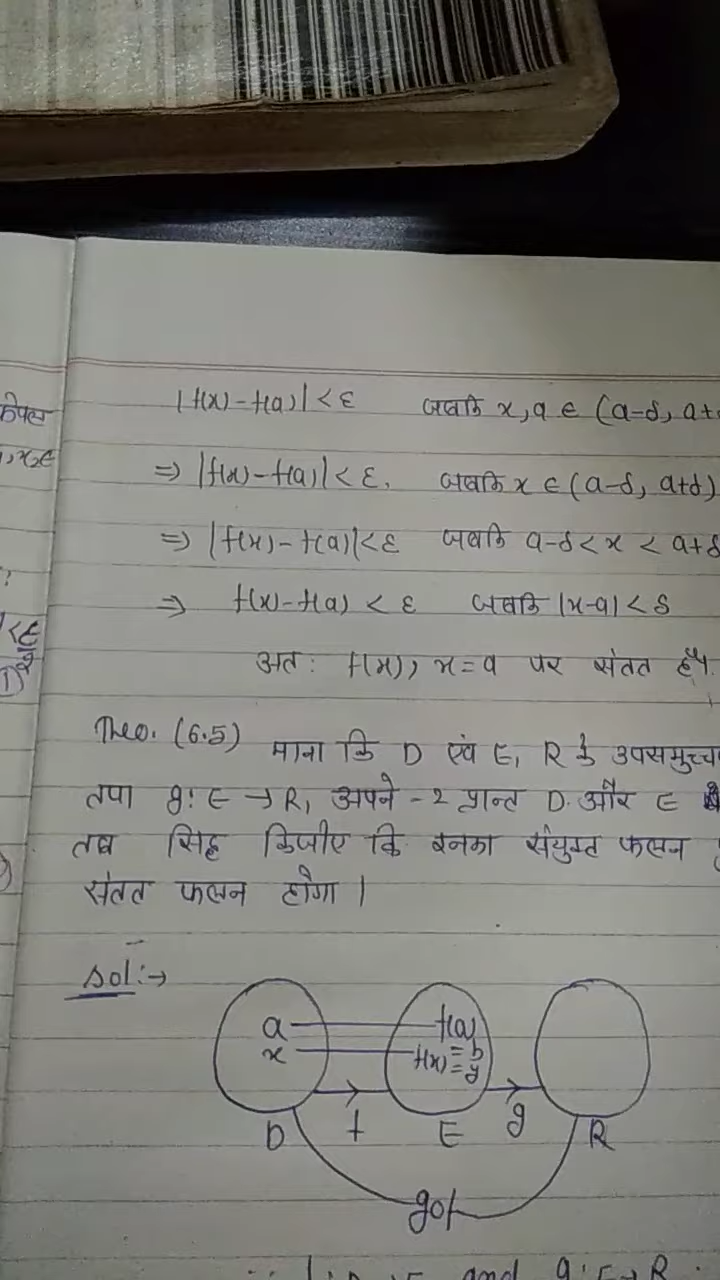 |f(x) - f(a)| < ε जबकि x, a ∈ (a-δ, a+
⇒ |f(x) - f(a)| < ε, जबकि x ∈ (a-δ, a+δ)
⇒ |f(x) - f(a)| < ε जबकि a-δ < x < a+δ
⇒ f(x) - f(a) < ε जबकि |x-a| < δ
अतः f(x), x = a पर संतत है।
Theo. (6.5) माना कि D एवं E, R के उपसमुच्च
तथा g: E → R, अपने -2 प्रान्त D और E
तब सिद्ध किजीए कि इनका संयुक्त फलन
संतत फलन होगा।
Sol:→
a f(a)
= b
x f(x)
= y
D f E g R
gof